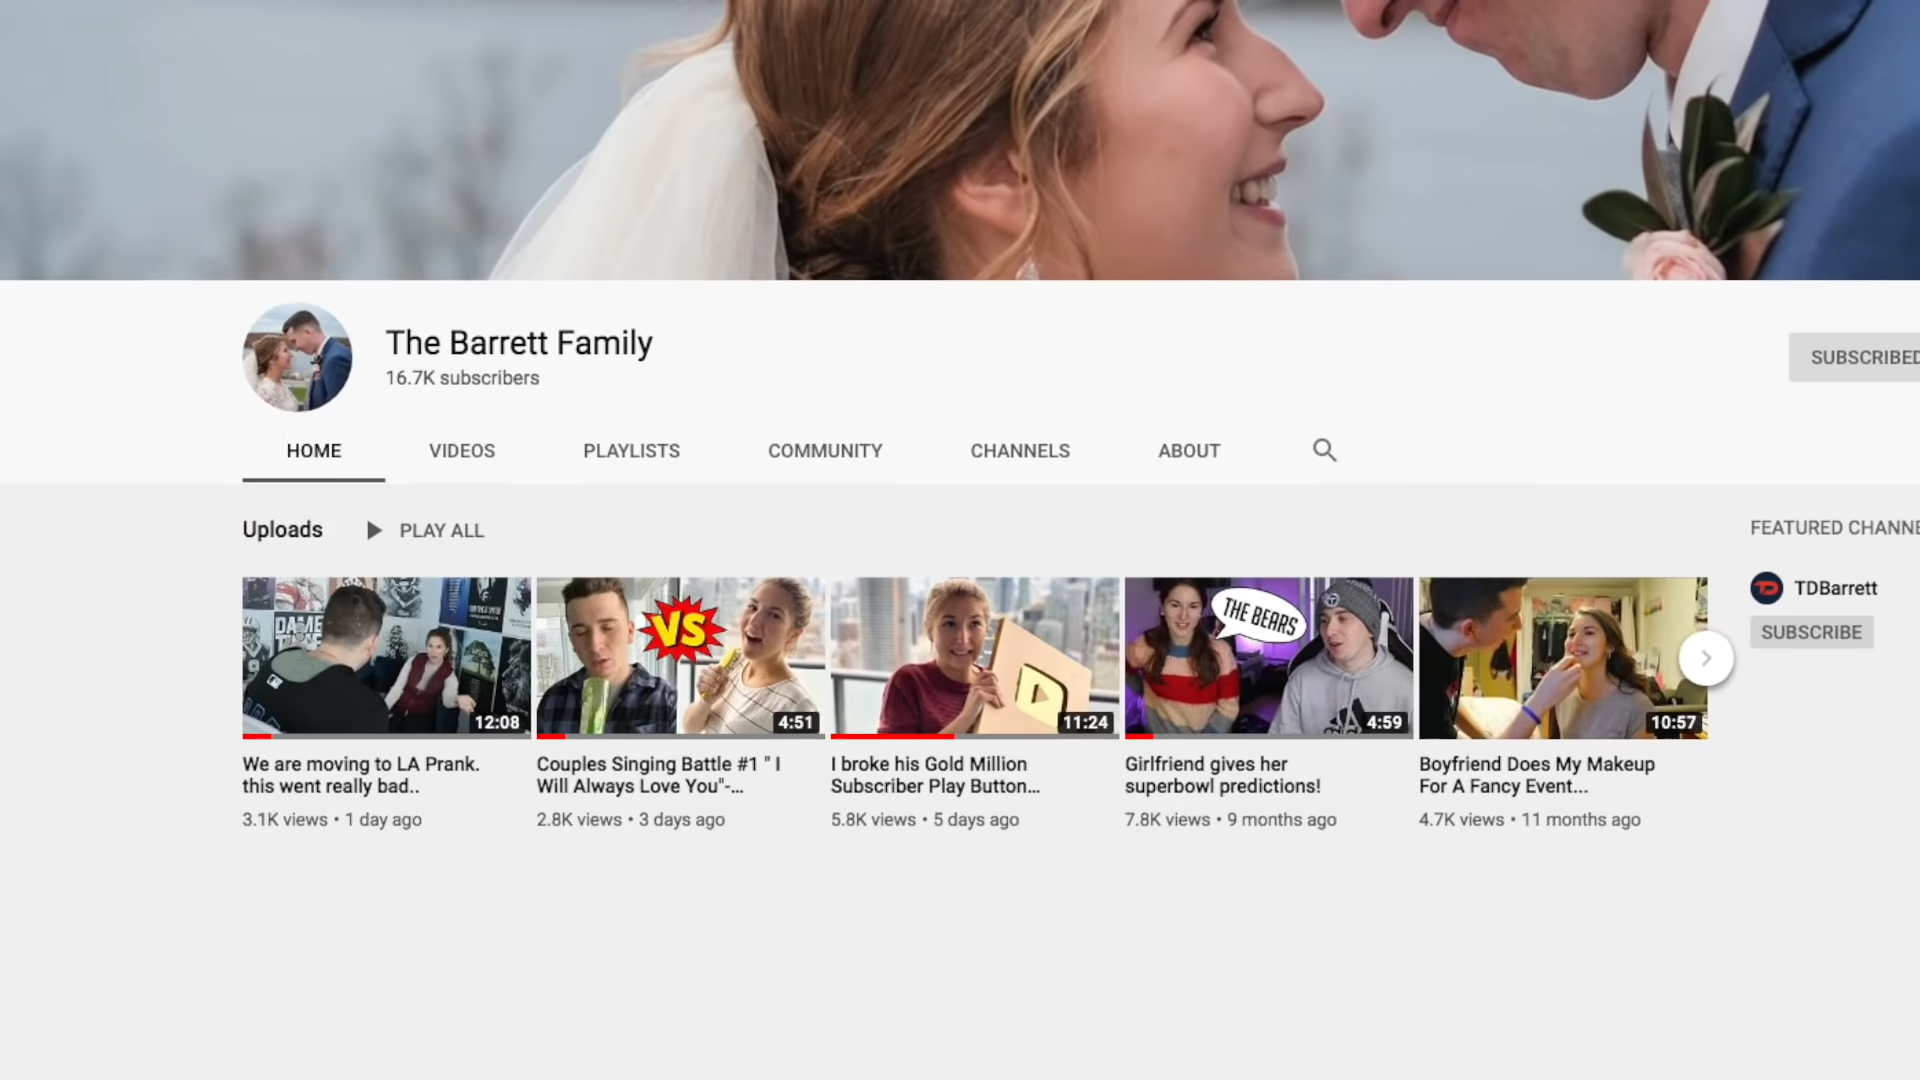 The Barrett Family
16.7K subscribers
SUBSCRIBED
HOME
VIDEOS
PLAYLISTS
COMMUNITY
CHANNELS
ABOUT
Uploads
PLAY ALL
FEATURED CHANNE
TDBarrett
SUBSCRIBE
DAME
TIME
12:08
VS
4:51
11:24
THE BEARS
4:59
10:57
We are moving to LA Prank.
this went really bad..
3.1K views • 1 day ago
Couples Singing Battle #1 " I
Will Always Love You"-...
2.8K views • 3 days ago
I broke his Gold Million
Subscriber Play Button...
5.8K views • 5 days ago
Girlfriend gives her
superbowl predictions!
7.8K views • 9 months ago
Boyfriend Does My Makeup
For A Fancy Event...
4.7K views • 11 months ago